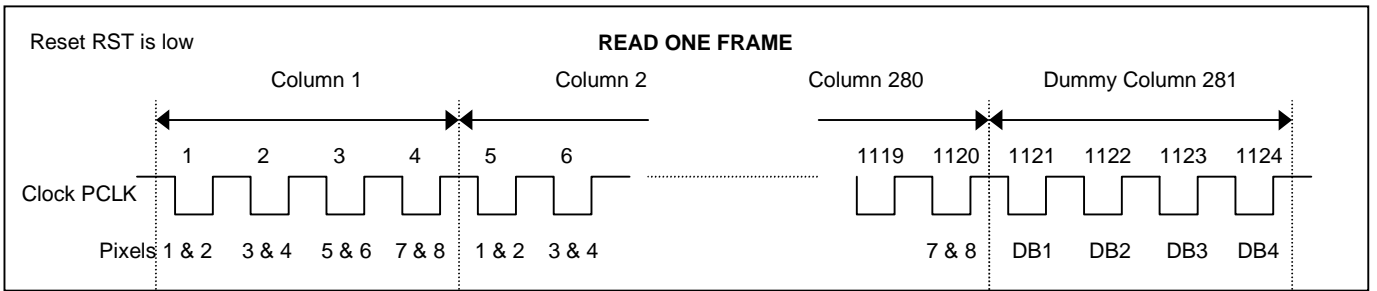 Reset RST is low READ ONE FRAME
Column 1 Column 2 Column 280 Dummy Column 281
1 2 3 4 5 6 1119 1120 1121 1122 1123 1124
Clock PCLK
Pixels 1 & 2 3 & 4 5 & 6 7 & 8 1 & 2 3 & 4 7 & 8 DB1 DB2 DB3 DB4